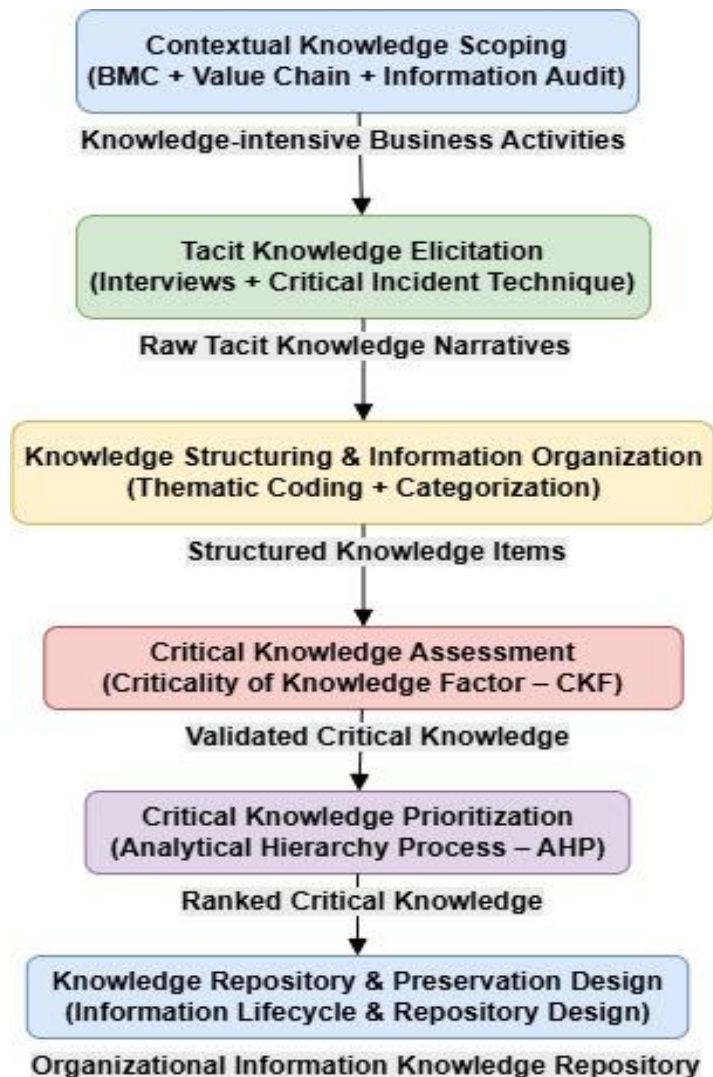 Contextual Knowledge Scoping
(BMC + Value Chain + Information Audit)
Knowledge-intensive Business Activities
Tacit Knowledge Elicitation
(Interviews + Critical Incident Technique)
Raw Tacit Knowledge Narratives
Knowledge Structuring & Information Organization
(Thematic Coding + Categorization)
Structured Knowledge Items
Critical Knowledge Assessment
(Criticality of Knowledge Factor – CKF)
Validated Critical Knowledge
Critical Knowledge Prioritization
(Analytical Hierarchy Process – AHP)
Ranked Critical Knowledge
Knowledge Repository & Preservation Design
(Information Lifecycle & Repository Design)
Organizational Information Knowledge Repository